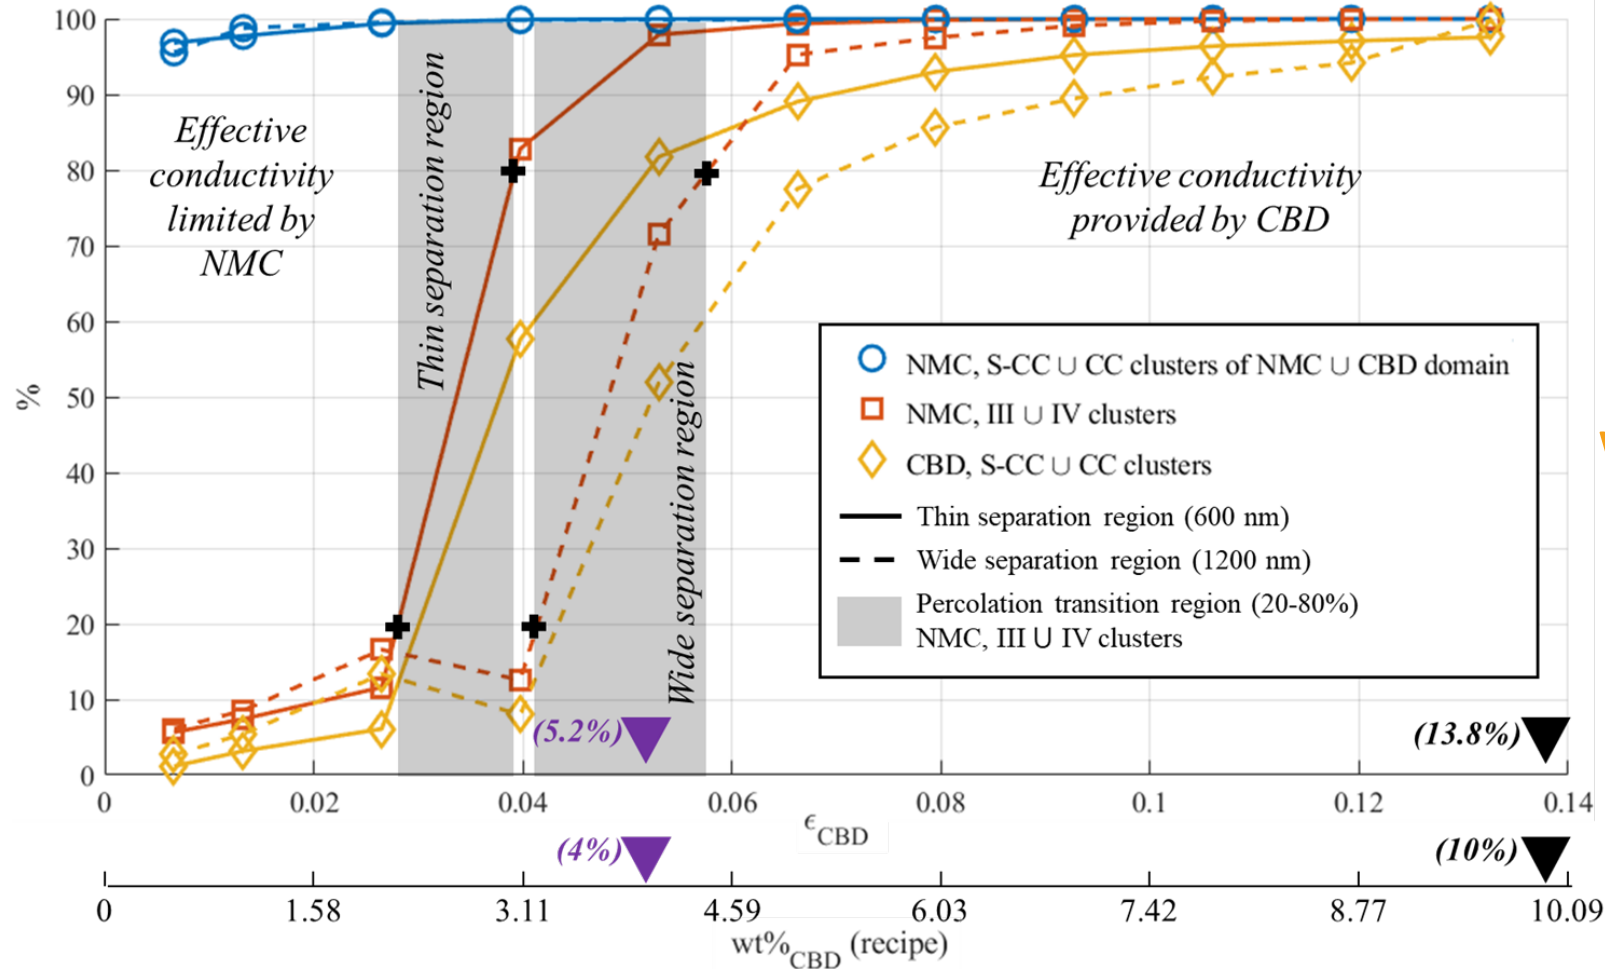 100
90
80
70
60
50
40
30
20
10
0
%
Effective
conductivity
limited by
NMC
Thin separation region
Wide separation region
Effective conductivity
provided by CBD
NMC, S-CC ∪ CC clusters of NMC ∪ CBD domain
NMC, III ∪ IV clusters
CBD, S-CC ∪ CC clusters
Thin separation region (600 nm)
Wide separation region (1200 nm)
Percolation transition region (20-80%)
NMC, III ∪ IV clusters
(5.2%)
(13.8%)
0 0.02 0.04 0.06 0.08 0.1 0.12 0.14
ϵCBD
(4%)
(10%)
0 1.58 3.11 4.59 6.03 7.42 8.77 10.09
wt%CBD (recipe)